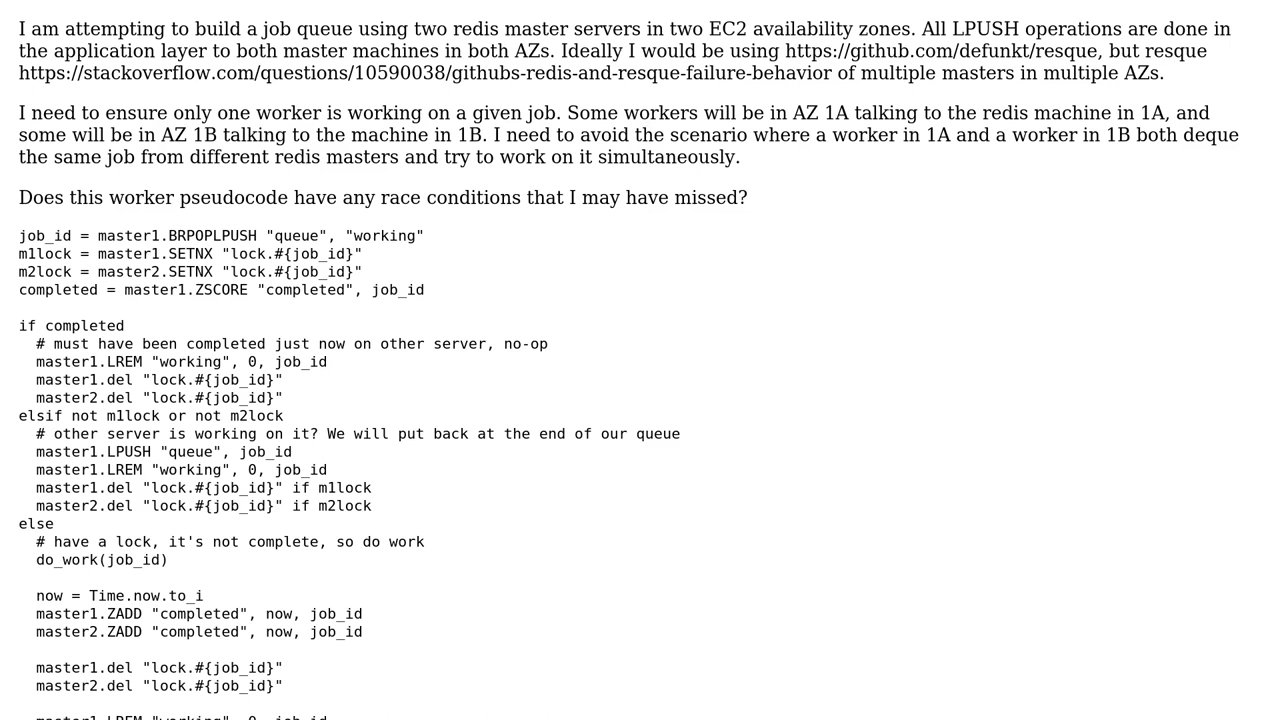 I am attempting to build a job queue using two redis master servers in two EC2 availability zones. All LPUSH operations are done in
the application layer to both master machines in both AZs. Ideally I would be using https://github.com/defunkt/resque, but resque
https://stackoverflow.com/questions/10590038/githubs-redis-and-resque-failure-behavior of multiple masters in multiple AZs.
I need to ensure only one worker is working on a given job. Some workers will be in AZ 1A talking to the redis machine in 1A, and
some will be in AZ 1B talking to the machine in 1B. I need to avoid the scenario where a worker in 1A and a worker in 1B both deque
the same job from different redis masters and try to work on it simultaneously.
Does this worker pseudocode have any race conditions that I may have missed?
job_id = master1.BRPOPLPUSH "queue", "working"
m1lock = master1.SETNX "lock.#{job_id}"
m2lock = master2.SETNX "lock.#{job_id}"
completed = master1.ZSCORE "completed", job_id
if completed
  # must have been completed just now on other server, no-op
  master1.LREM "working", 0, job_id
  master1.del "lock.#{job_id}"
  master2.del "lock.#{job_id}"
elsif not m1lock or not m2lock
  # other server is working on it? We will put back at the end of our queue
  master1.LPUSH "queue", job_id
  master1.LREM "working", 0, job_id
  master1.del "lock.#{job_id}" if m1lock
  master2.del "lock.#{job_id}" if m2lock
else
  # have a lock, it's not complete, so do work
  do_work(job_id)
  now = Time.now.to_i
  master1.ZADD "completed", now, job_id
  master2.ZADD "completed", now, job_id
  master1.del "lock.#{job_id}"
  master2.del "lock.#{job_id}"
  master1.LREM "working", 0, job_id